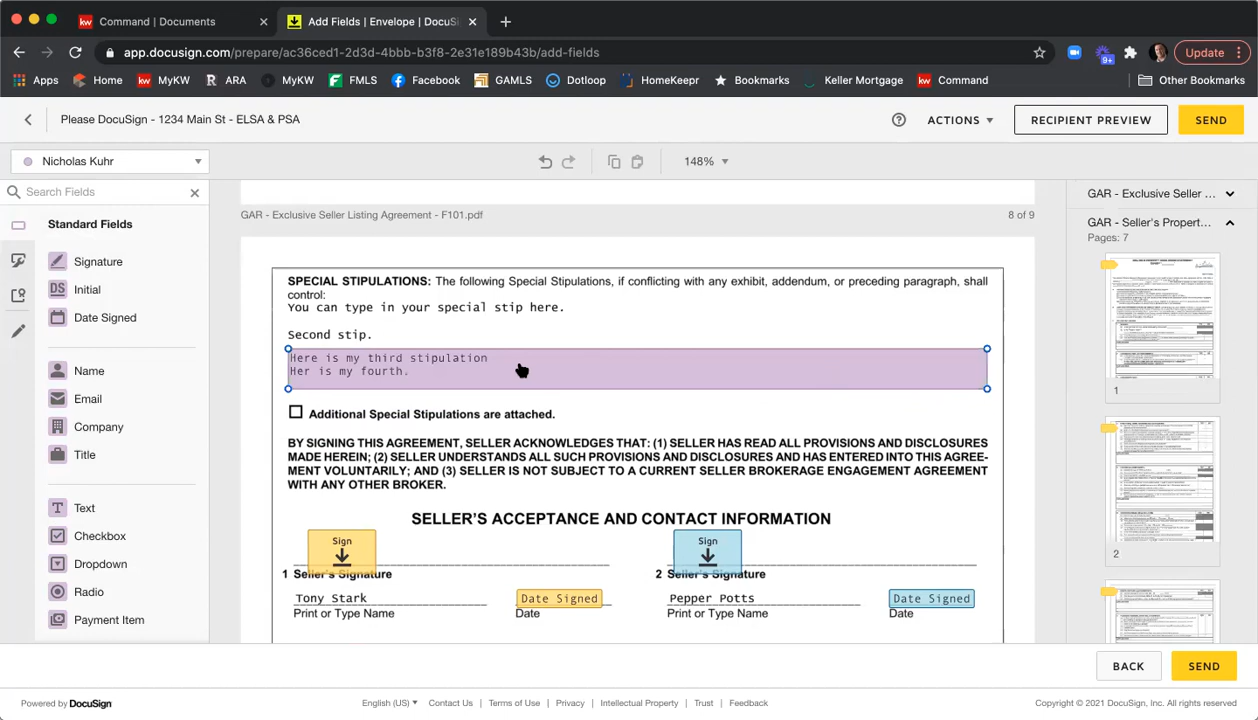 Command | Documents
Add Fields | Envelope | DocuSi
app.docusign.com/prepare/ac36ced1-2d3d-4bbb-b3f8-2e31e189b43b/add-fields
Update
Apps
Home
kw MyKW
R ARA
MyKW
FMLS
Facebook
GAMLS
Dotloop
HomeKeepr
Bookmarks
Keller Mortgage
kw Command
Other Bookmarks
9+
Please DocuSign - 1234 Main St - ELSA & PSA
ACTIONS
RECIPIENT PREVIEW
SEND
Nicholas Kuhr
148%
Search Fields
Standard Fields
Signature
DS Initial
Date Signed
Name
Email
Company
Title
T Text
Checkbox
Dropdown
Radio
Payment Item
GAR - Exclusive Seller Listing Agreement - F101.pdf
8 of 9
SPECIAL STIPULATIONS: The following Special Stipulations, if conflicting with any exhibit, addendum, or preceding paragraph, shall
control:
You can type in your special stip here.
Second stip.
Here is my third stipulation
Her is my fourth.
Additional Special Stipulations are attached.
BY SIGNING THIS AGREEMENT, SELLER ACKNOWLEDGES THAT: (1) SELLER HAS READ ALL PROVISIONS AND DISCLOSURES
MADE HEREIN; (2) SELLER UNDERSTANDS ALL SUCH PROVISIONS AND DISCLOSURES AND HAS ENTERED INTO THIS AGREE-
MENT VOLUNTARILY; AND (3) SELLER IS NOT SUBJECT TO A CURRENT SELLER BROKERAGE ENGAGEMENT AGREEMENT
WITH ANY OTHER BROKER.
SELLER'S ACCEPTANCE AND CONTACT INFORMATION
Sign
Sign
1 Seller's Signature
2 Seller's Signature
Tony Stark
Date Signed
Pepper Potts
Date Signed
Print or Type Name
Date
Print or Type Name
Date
GAR - Exclusive Seller ...
GAR - Seller's Propert...
Pages: 7
1
2
BACK
SEND
Powered by DocuSign
English (US)
Contact Us
Terms of Use
Privacy
Intellectual Property
Trust
Feedback
Copyright © 2021 DocuSign, Inc. All rights reserved